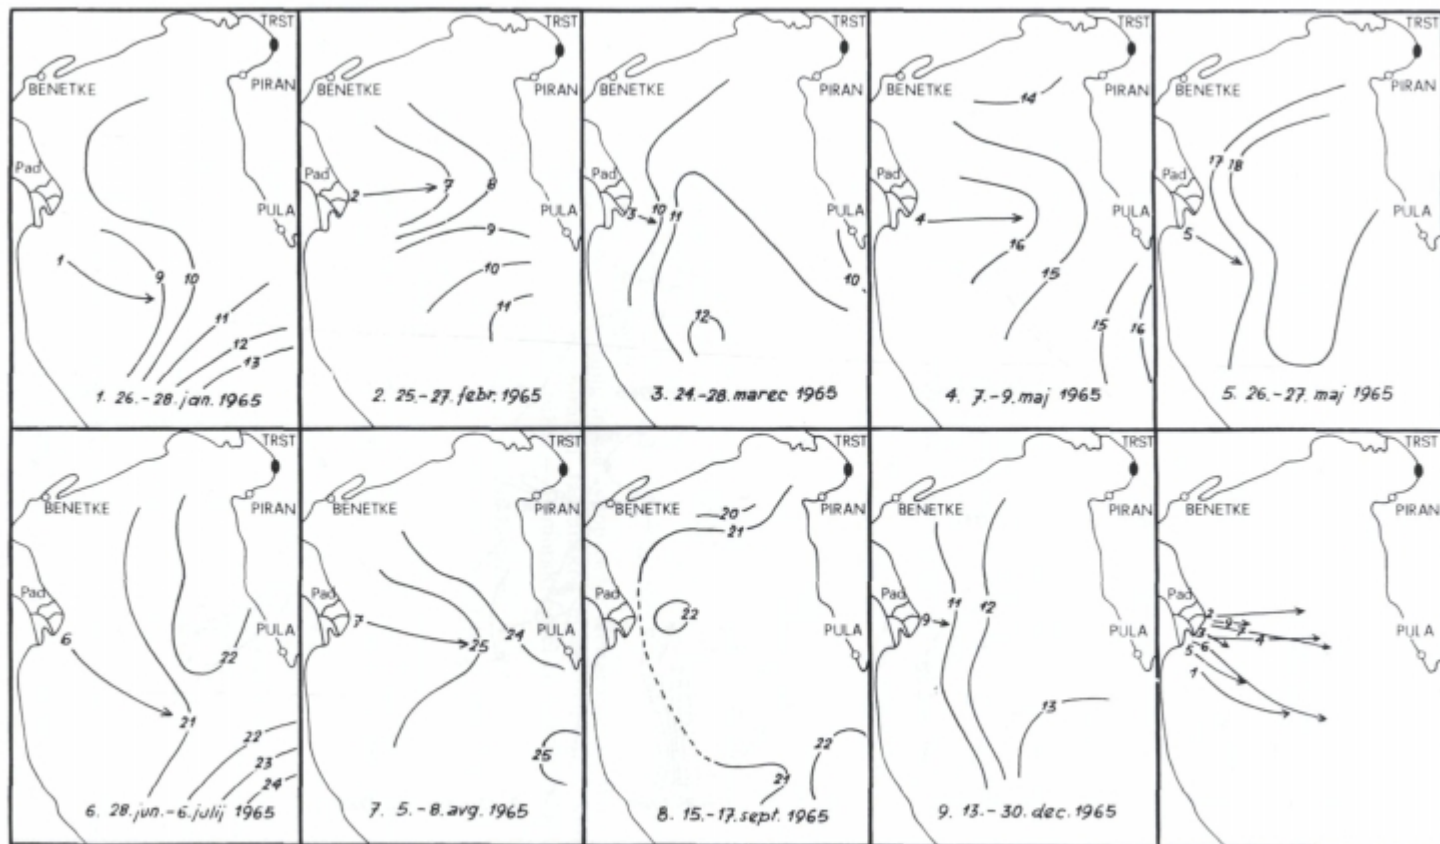 TRST
BENETKE
PIRAN
Pad
PULA
1
9
10
11
12
13
1. 26.-28. jan. 1965
TRST
BENETKE
PIRAN
Pad
2
7
8
PULA
9
10
11
2. 25.-27. febr. 1965
TRST
BENETKE
PIRAN
Pad
3
10
11
PULA
10
12
3. 24.-28. marec 1965
TRST
BENETKE
14
PIRAN
Pad
4
PULA
16
15
15
16
4. 7.-9. maj 1965
TRST
BENETKE
PIRAN
17
18
Pad
PULA
5
5. 26.-27. maj 1965
TRST
BENETKE
PIRAN
Pad
6
PULA
22
21
22
23
24
6. 28. jun.-6. julij 1965
TRST
BENETKE
PIRAN
Pad
7
PULA
24
25
25
7. 5.-8. avg. 1965
TRST
BENETKE
20
21
PIRAN
Pad
22
PULA
22
21
8. 15.-17. sept. 1965
TRST
BENETKE
PIRAN
Pad
9
11
12
PULA
13
9. 13.-30. dec. 1965
TRST
BENETKE
PIRAN
Pad
2
9
3
7
4
5
6
1
PULA